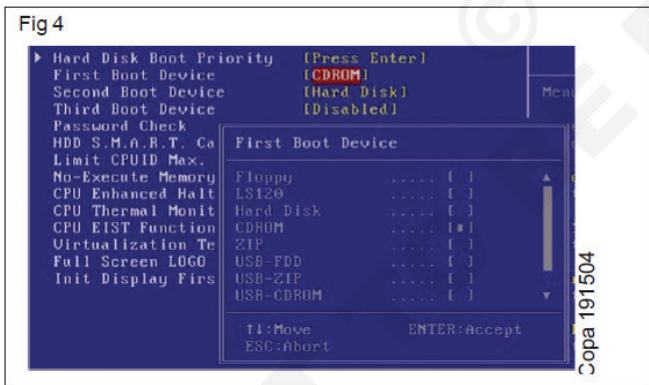 Fig 4
Hard Disk Boot Priority [Press Enter]
First Boot Device [CDROM]
Second Boot Device [Hard Disk]
Third Boot Device [Disabled]
Password Check
HDD S.M.A.R.T. Ca
Limit CPUID Max.
No-Execute Memory
CPU Enhanced Halt
CPU Thermal Monit
CPU EIST Function
Virtualization Te
Full Screen LOGO
Init Display Firs
Men
First Boot Device
Floppy ..... [ ]
LS120 ..... [ ]
Hard Disk ..... [ ]
CDROM ..... [■]
ZIP ..... [ ]
USB-FDD ..... [ ]
USB-ZIP ..... [ ]
USB-CDROM ..... [ ]
↑↓:Move ENTER:Accept
ESC:Abort
Copa 191504
©